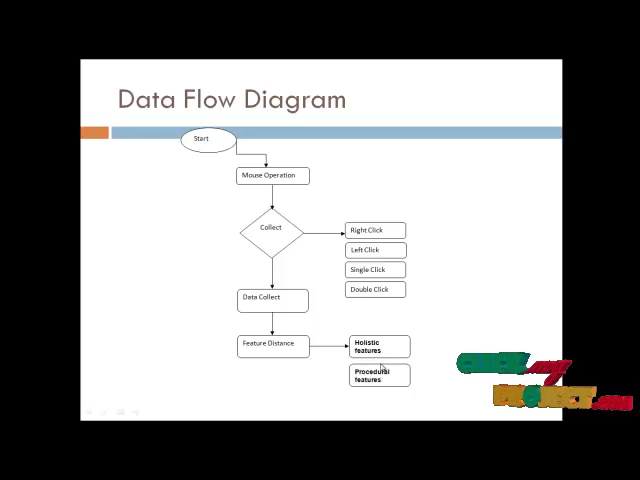 Data Flow Diagram
Start
Mouse Operation
Collect
Right Click
Left Click
Single Click
Double Click
Data Collect
Feature Distance
Holistic
features
Procedural
features